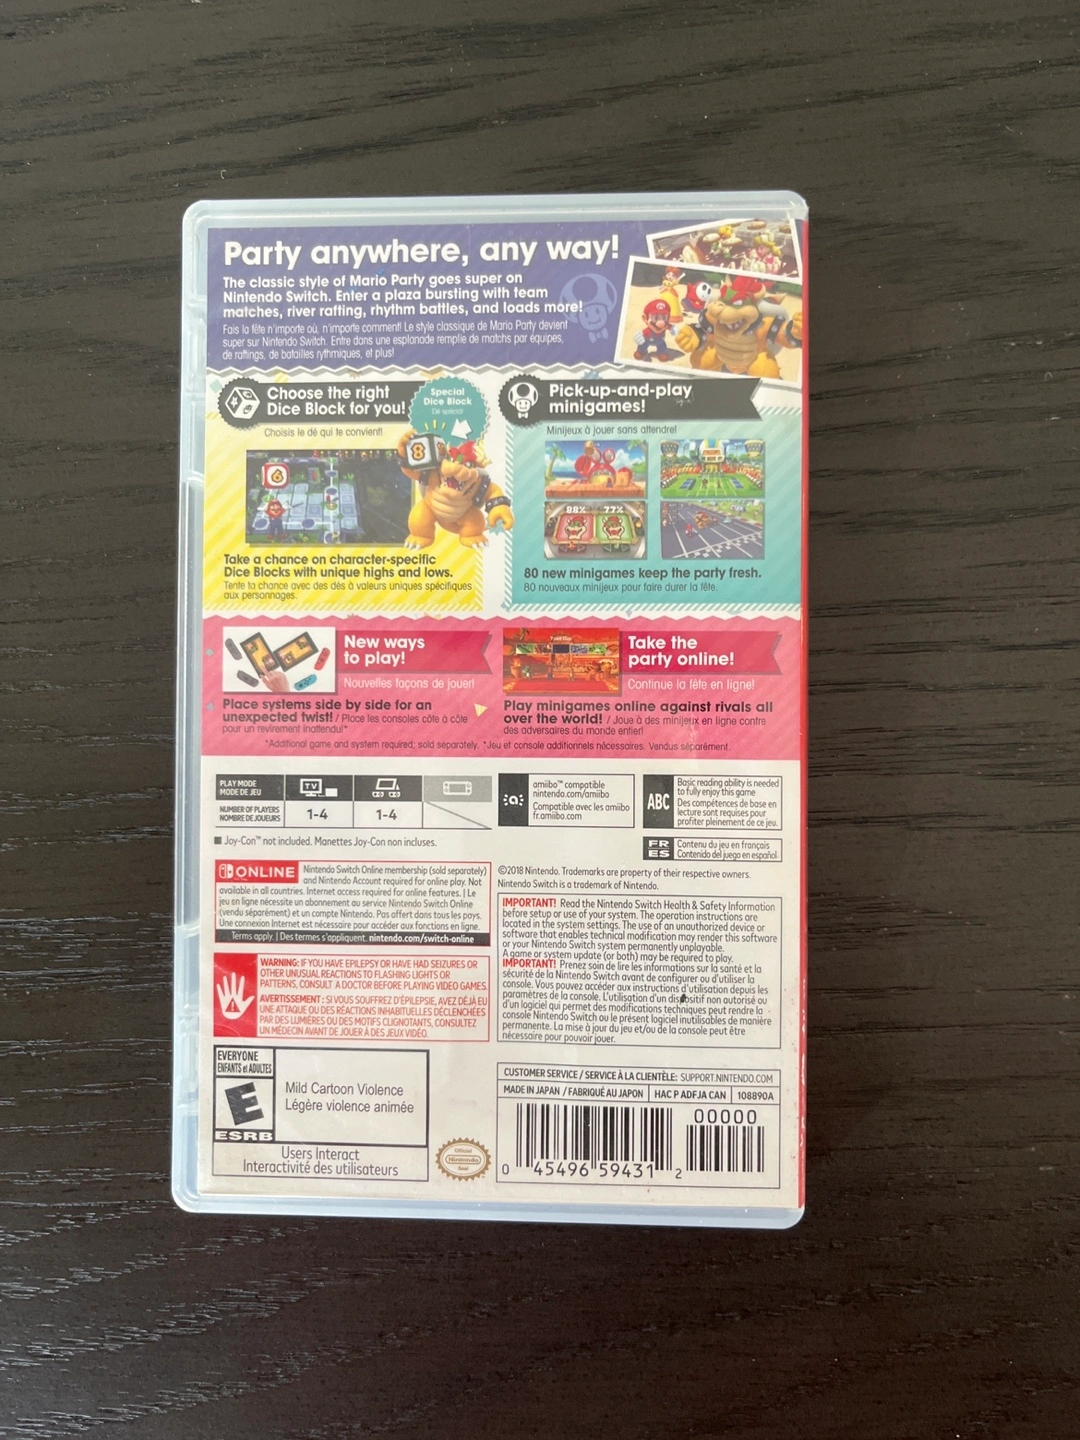 Party anywhere, any way!
The classic style of Mario Party goes super on
Nintendo Switch. Enter a plaza bursting with team
matches, river rafting, rhythm battles, and loads more!
Fais la fête n'importe où, n'importe comment! Le style classique de Mario Party devient
super sur Nintendo Switch. Entre dans une esplanade remplie de matchs par équipes,
de raftings, de batailles rythmiques, et plus!
Choose the right
Dice Block for you!
Special
Dice Block
Dé spécial
Choisis le dé qui te convient!
6
8
Take a chance on character-specific
Dice Blocks with unique highs and lows.
Tente ta chance avec des dés à valeurs uniques spécifiques
aux personnages.
Pick-up-and-play
minigames!
Minijeux à jouer sans attendre!
88% 77%
80 new minigames keep the party fresh.
80 nouveaux minijeux pour faire durer la fête.
New ways
to play!
Nouvelles façons de jouer!
Place systems side by side for an
unexpected twist! / Place les consoles côte à côte
pour un revirement inattendu!*
Take the
party online!
Continue la fête en ligne!
Play minigames online against rivals all
over the world! / Joue à des minijeux en ligne contre
des adversaires du monde entier!
*Additional game and system required; sold separately. *Jeu et console additionnels nécessaires. Vendus séparément.
PLAY MODE
MODE DE JEU
TV
NUMBER OF PLAYERS
NOMBRE DE JOUEURS
1-4
1-4
Joy-Con™ not included. Manettes Joy-Con non incluses.
amiibo™ compatible
nintendo.com/amiibo
Compatible avec les amiibo
fr.amiibo.com
ABC
Basic reading ability is needed
to fully enjoy this game
Des compétences de base en
lecture sont requises pour
profiter pleinement de ce jeu.
FR
ES
Contenu du jeu en français
Contenido del juego en español
ONLINE
Nintendo Switch Online membership (sold separately)
and Nintendo Account required for online play. Not
available in all countries. Internet access required for online features. | Le
jeu en ligne nécessite un abonnement au service Nintendo Switch Online
(vendu séparément) et un compte Nintendo. Pas offert dans tous les pays.
Une connexion Internet est nécessaire pour accéder aux fonctions en ligne.
Terms apply. | Des termes s'appliquent. nintendo.com/switch-online
©2018 Nintendo. Trademarks are property of their respective owners.
Nintendo Switch is a trademark of Nintendo.
IMPORTANT! Read the Nintendo Switch Health & Safety Information
before setup or use of your system. The operation instructions are
located in the system settings. The use of an unauthorized device or
software that enables technical modification may render this software
or your Nintendo Switch system permanently unplayable.
A game or system update (or both) may be required to play.
IMPORTANT! Prenez soin de lire les informations sur la santé et la
sécurité de la Nintendo Switch avant de configurer ou d'utiliser la
console. Vous pouvez accéder aux instructions d'utilisation depuis les
paramètres de la console. L'utilisation d'un dispositif non autorisé ou
d'un logiciel qui permet des modifications techniques peut rendre la
console Nintendo Switch ou le présent logiciel inutilisables de manière
permanente. La mise à jour du jeu et/ou de la console peut être
nécessaire pour pouvoir jouer.
WARNING: IF YOU HAVE EPILEPSY OR HAVE HAD SEIZURES OR
OTHER UNUSUAL REACTIONS TO FLASHING LIGHTS OR
PATTERNS, CONSULT A DOCTOR BEFORE PLAYING VIDEO GAMES.
AVERTISSEMENT : SI VOUS SOUFFREZ D'ÉPILEPSIE, AVEZ DÉJÀ EU
UNE ATTAQUE OU DES RÉACTIONS INHABITUELLES DÉCLENCHÉES
PAR DES LUMIÈRES OU DES MOTIFS CLIGNOTANTS, CONSULTEZ
UN MÉDECIN AVANT DE JOUER À DES JEUX VIDÉO.
EVERYONE
ENFANTS et ADULTES
E
ESRB
Mild Cartoon Violence
Légère violence animée
Users Interact
Interactivité des utilisateurs
Official
Nintendo
Seal
CUSTOMER SERVICE / SERVICE À LA CLIENTÈLE: SUPPORT.NINTENDO.COM
MADE IN JAPAN / FABRIQUÉ AU JAPON HAC P ADFJA CAN 108890A
00000
0 45496 59431 2